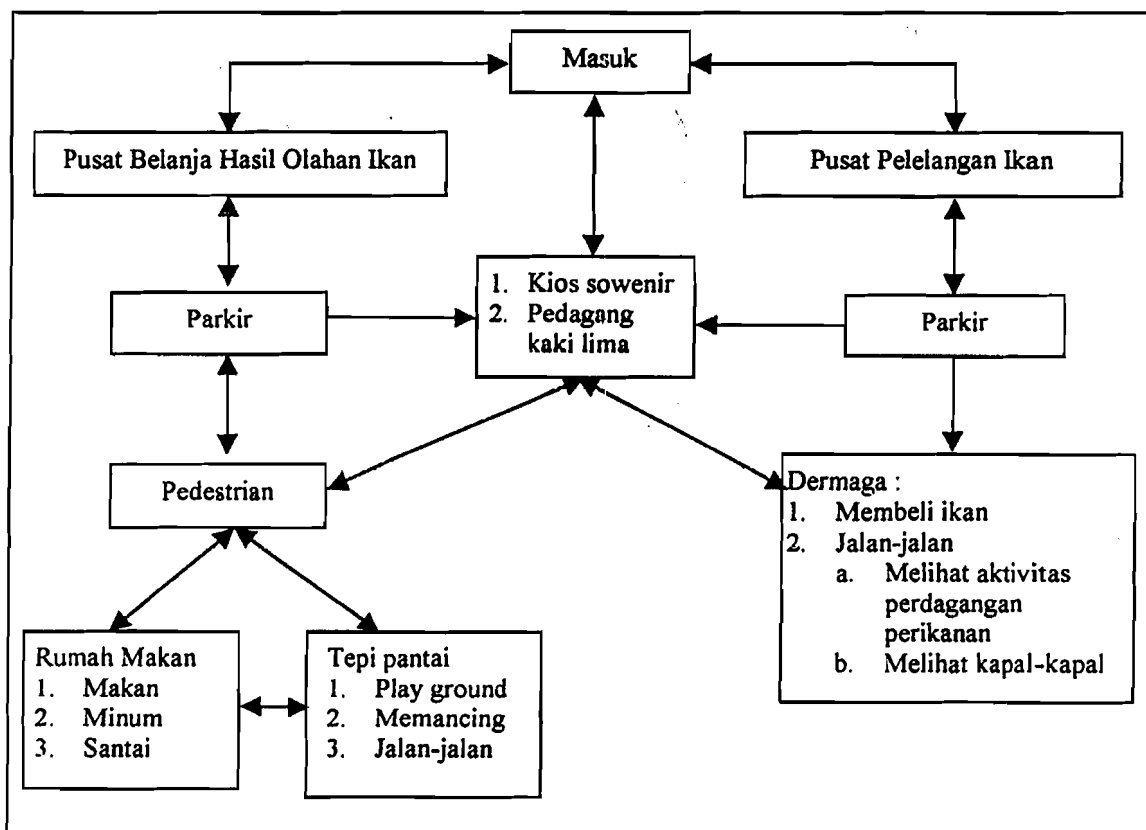 Masuk
Pusat Belanja Hasil Olahan Ikan
Pusat Pelelangan Ikan
1. Kios sowenir
2. Pedagang
kaki lima
Parkir
Parkir
Pedestrian
Dermaga :
1. Membeli ikan
2. Jalan-jalan
a. Melihat aktivitas
perdagangan
perikanan
b. Melihat kapal-kapal
Rumah Makan
1. Makan
2. Minum
3. Santai
Tepi pantai
1. Play ground
2. Memancing
3. Jalan-jalan